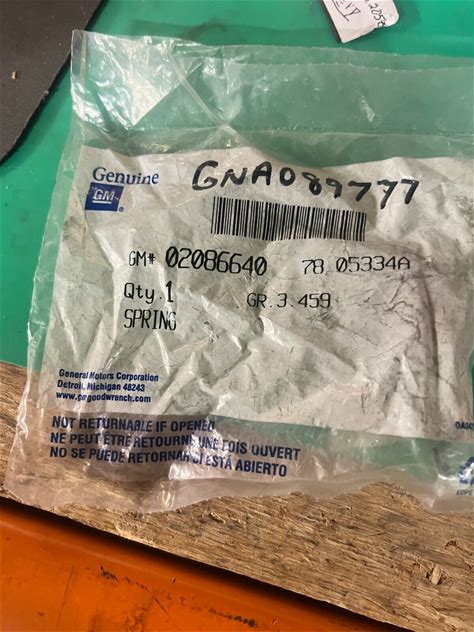 Genuine
GM
GNA089777
GM# 02086640 78 05334A
Qty.1 GR.3.459
SPRING
General Motors Corporation
Detroit, Michigan 48243
www.gmgoodwrench.com
NOT RETURNABLE IF OPENED
NE PEUT ÊTRE RETOURNÉ UNE FOIS OUVERT
NO SE PUEDE RETORNAR SI ESTÁ ABIERTO